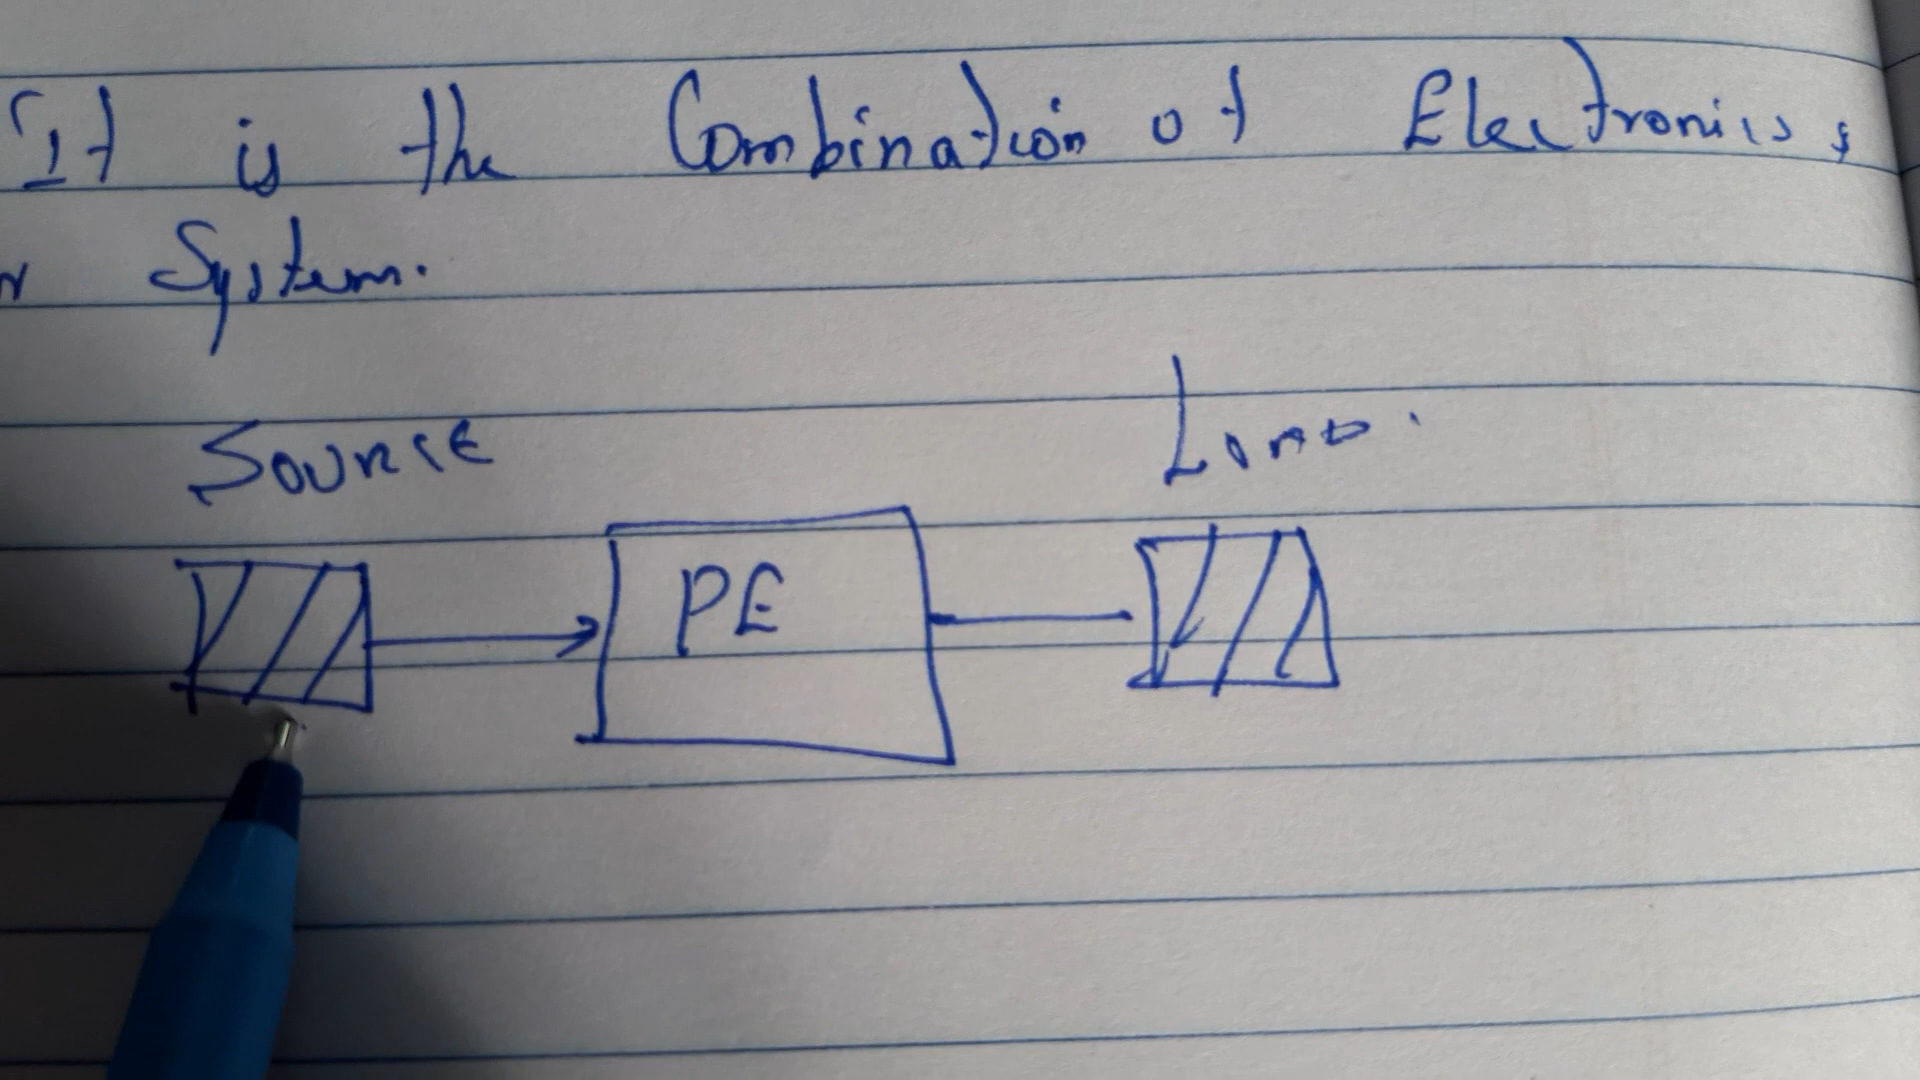 It is the Combination of Electronics &
System.
Source Load.
PE